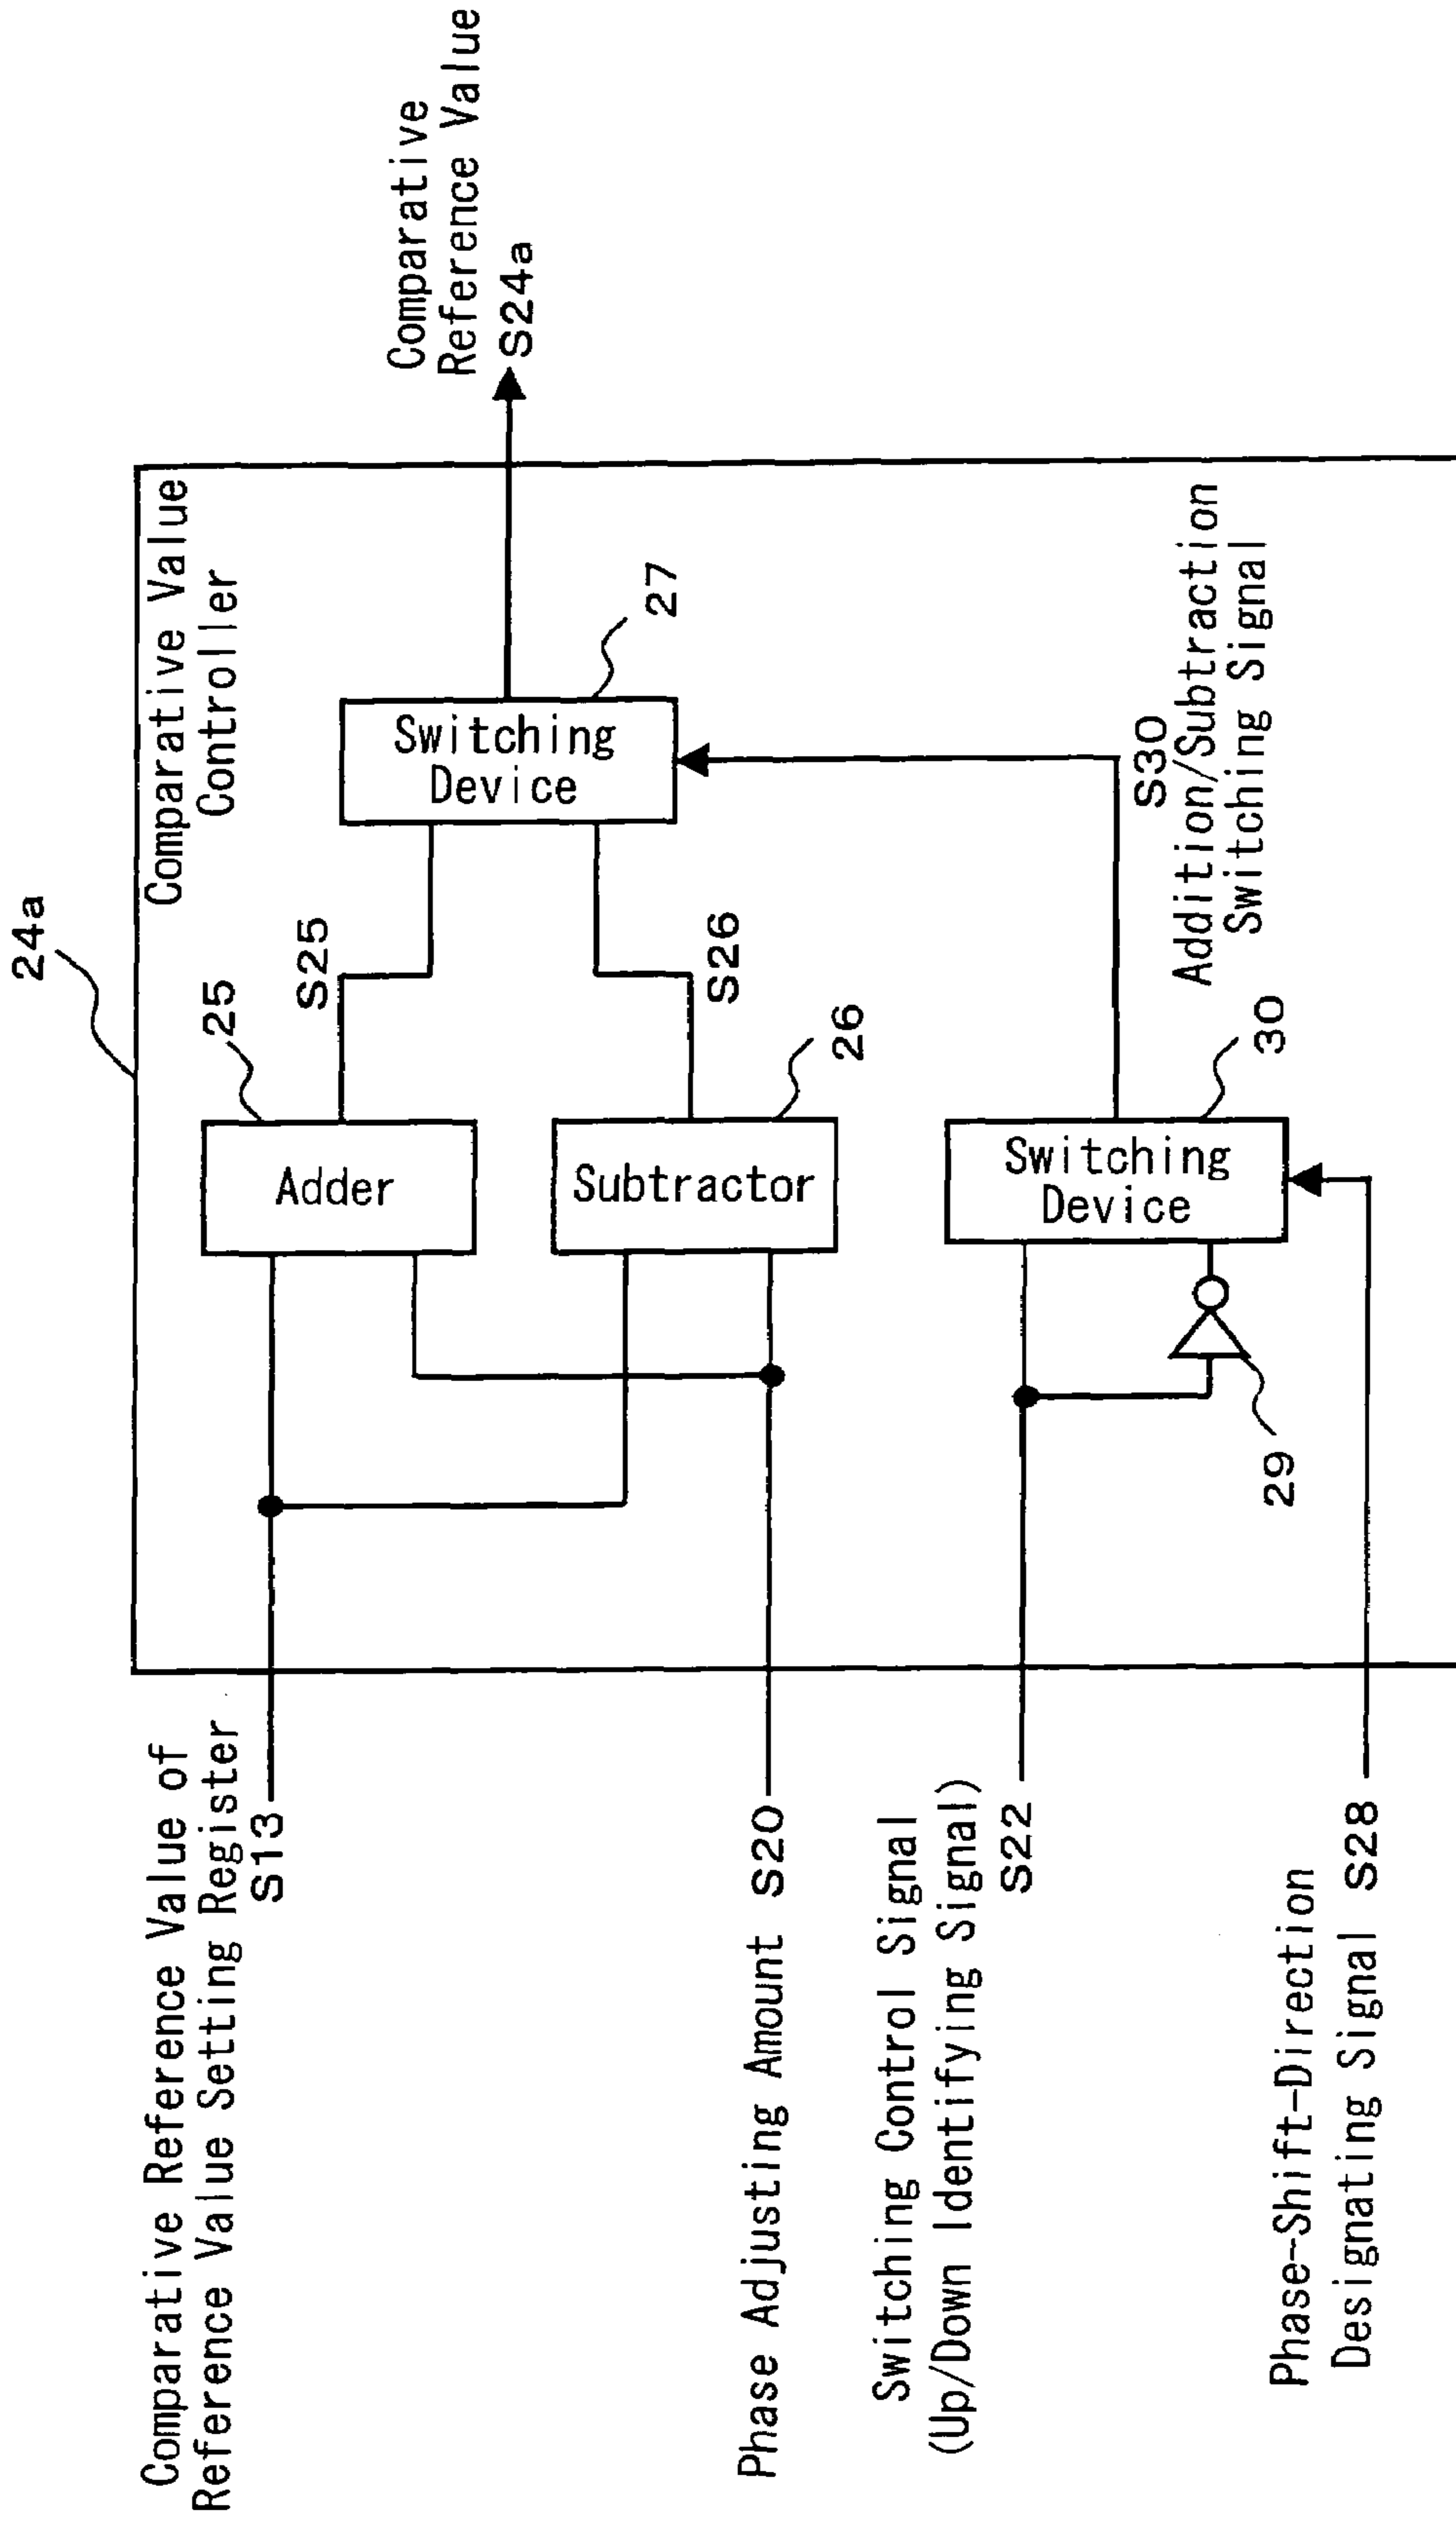 24a
Comparative Value
Controller
Comparative Reference Value of
Reference Value Setting Register
S13
25
Adder
S25
Switching
Device
27
Comparative
Reference Value
S24a
Phase Adjusting Amount S20
Subtractor
26
S26
Switching Control Signal
(Up/Down Identifying Signal)
S22
29
Switching
Device
30
S30
Addition/Subtraction
Switching Signal
Phase-Shift-Direction
Designating Signal S28